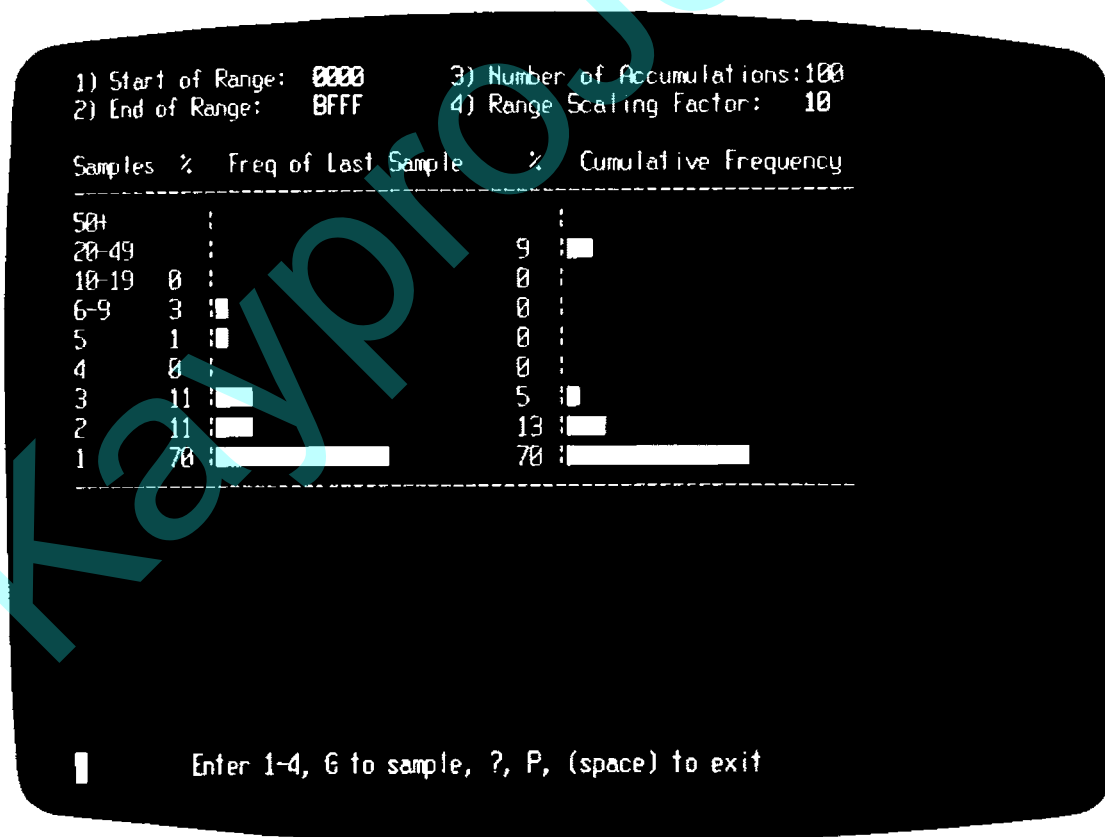 1) Start of Range: 0000 3) Number of Accumulations:100
2) End of Range: BFFF 4) Range Scaling Factor: 10
Samples % Freq of Last Sample % Cumulative Frequency
50+
20-49 9
10-19 0 0
6-9 3 0
5 1 0
4 0 0
3 11 5
2 11 13
1 70 70
Enter 1-4, G to sample, ?, P, (space) to exit